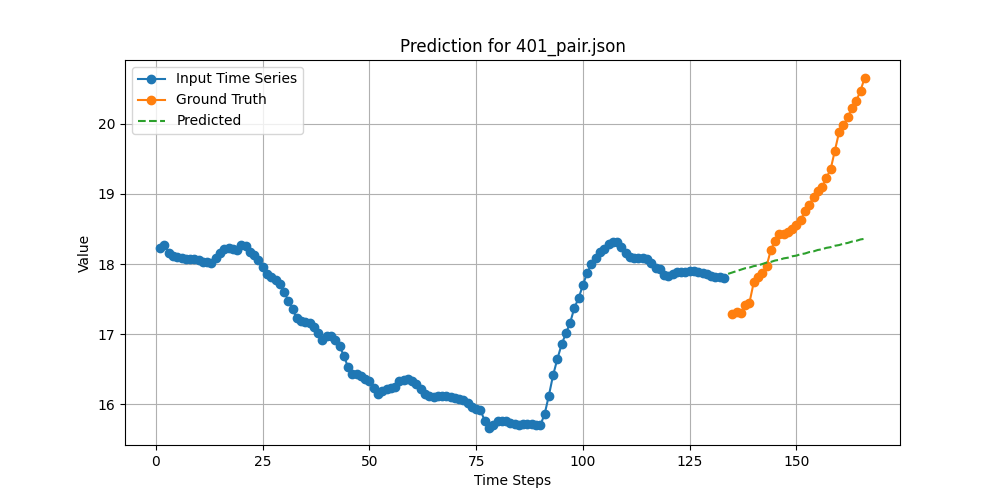 Prediction for 401_pair.json
Input Time Series
Ground Truth
Predicted
Value
20
19
18
17
16
0 25 50 75 100 125 150
Time Steps